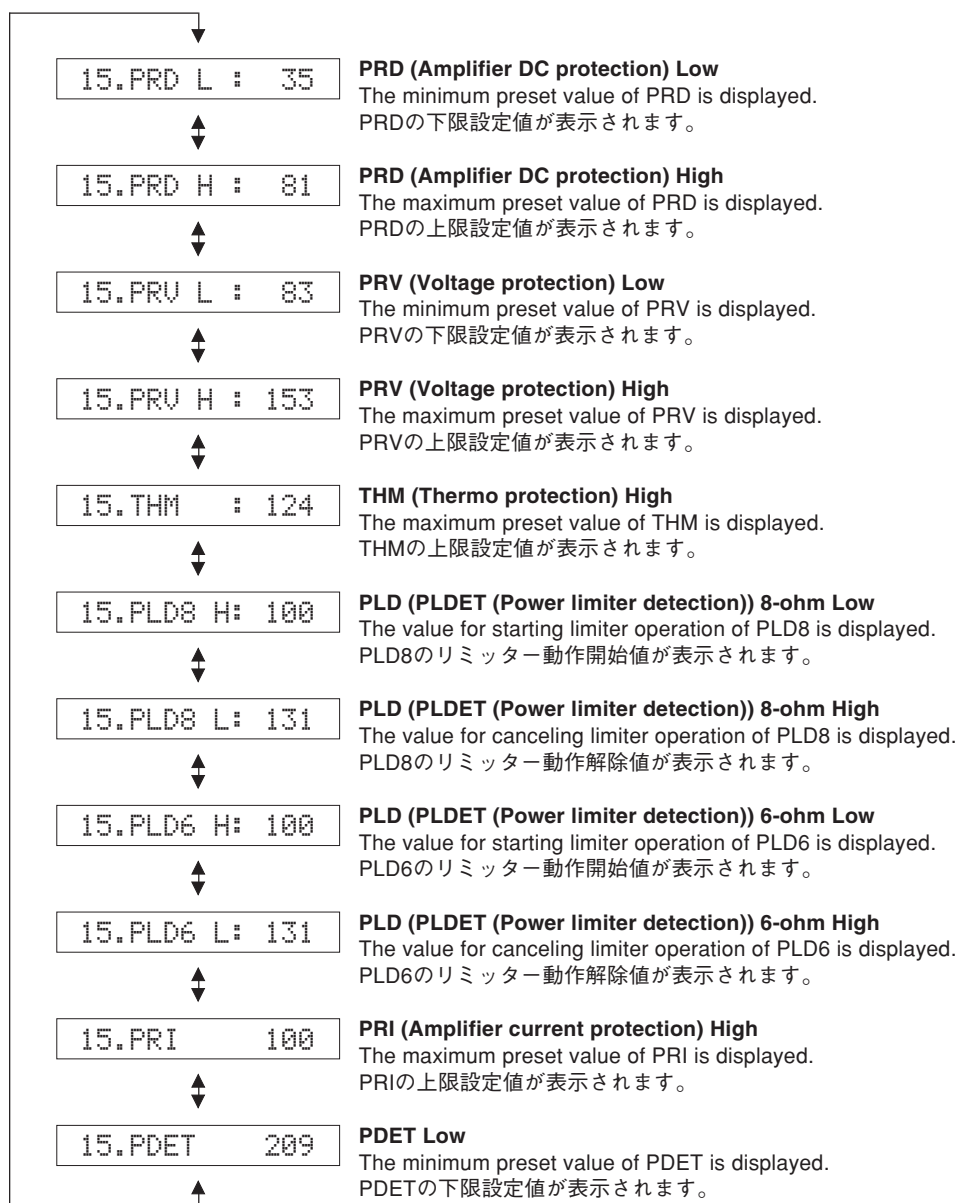 15.PRD L : 35
PRD (Amplifier DC protection) Low
The minimum preset value of PRD is displayed.
PRDの下限設定値が表示されます。
15.PRD H : 81
PRD (Amplifier DC protection) High
The maximum preset value of PRD is displayed.
PRDの上限設定値が表示されます。
15.PRV L : 83
PRV (Voltage protection) Low
The minimum preset value of PRV is displayed.
PRVの下限設定値が表示されます。
15.PRV H : 153
PRV (Voltage protection) High
The maximum preset value of PRV is displayed.
PRVの上限設定値が表示されます。
15.THM : 124
THM (Thermo protection) High
The maximum preset value of THM is displayed.
THMの上限設定値が表示されます。
15.PLD8 H: 100
PLD (PLDET (Power limiter detection)) 8-ohm Low
The value for starting limiter operation of PLD8 is displayed.
PLD8のリミッター動作開始値が表示されます。
15.PLD8 L: 131
PLD (PLDET (Power limiter detection)) 8-ohm High
The value for canceling limiter operation of PLD8 is displayed.
PLD8のリミッター動作解除値が表示されます。
15.PLD6 H: 100
PLD (PLDET (Power limiter detection)) 6-ohm Low
The value for starting limiter operation of PLD6 is displayed.
PLD6のリミッター動作開始値が表示されます。
15.PLD6 L: 131
PLD (PLDET (Power limiter detection)) 6-ohm High
The value for canceling limiter operation of PLD6 is displayed.
PLD6のリミッター動作解除値が表示されます。
15.PRI 100
PRI (Amplifier current protection) High
The maximum preset value of PRI is displayed.
PRIの上限設定値が表示されます。
15.PDET 209
PDET Low
The minimum preset value of PDET is displayed.
PDETの下限設定値が表示されます。